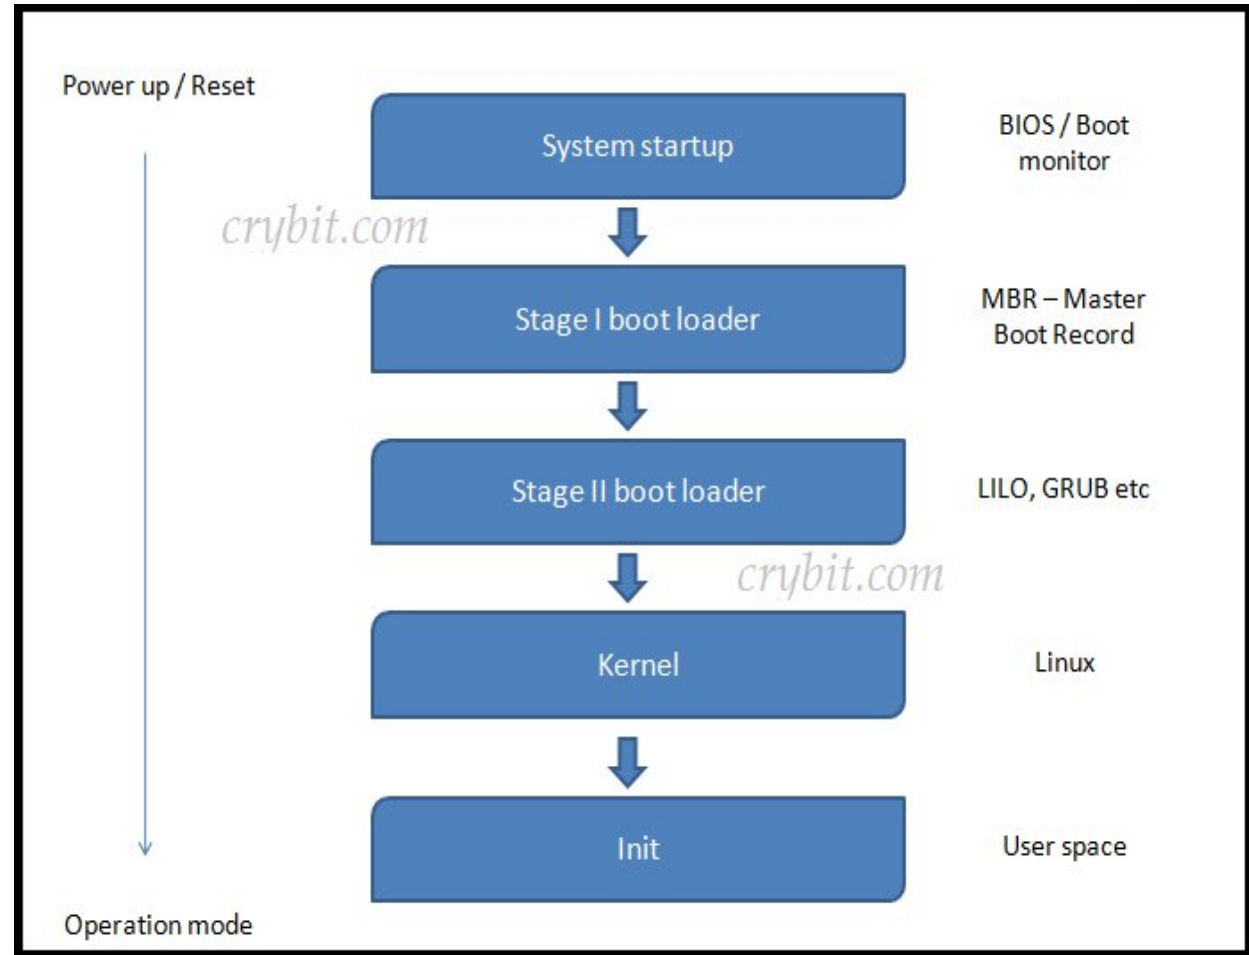 Power up / Reset
System startup
BIOS / Boot
monitor
crybit.com
Stage I boot loader
MBR – Master
Boot Record
Stage II boot loader
LILO, GRUB etc
crybit.com
Kernel
Linux
Init
User space
Operation mode